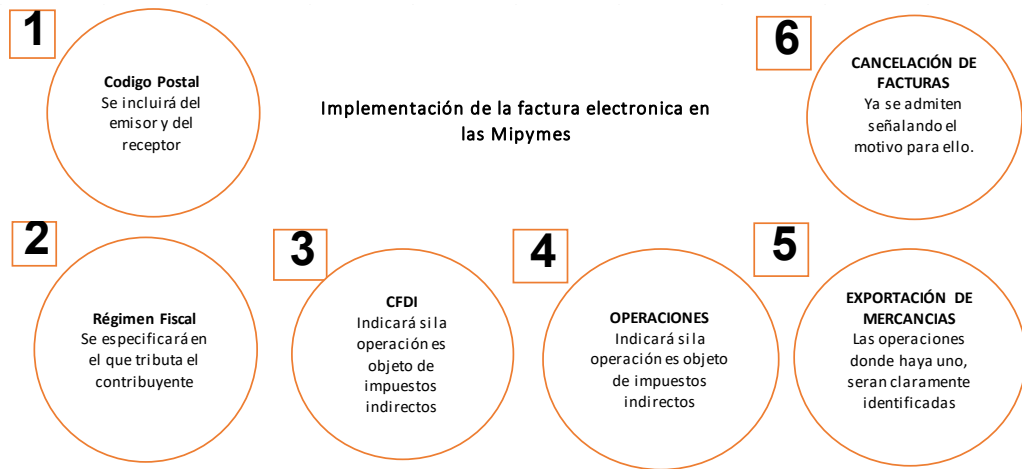 Implementación de la factura electronica en
las Mipymes
1
Codigo Postal
Se incluirá del
emisor y del
receptor
2
Régimen Fiscal
Se especificará en
el que tributa el
contribuyente
3
CFDI
Indicará si la
operación es
objeto de
impuestos
indirectos
4
OPERACIONES
Indicará si la
operación es objeto
de impuestos
indirectos
5
EXPORTACIÓN DE
MERCANCIAS
Las operaciones
donde haya uno,
seran claramente
identificadas
6
CANCELACIÓN DE
FACTURAS
Ya se admiten
señalando el
motivo para ello.